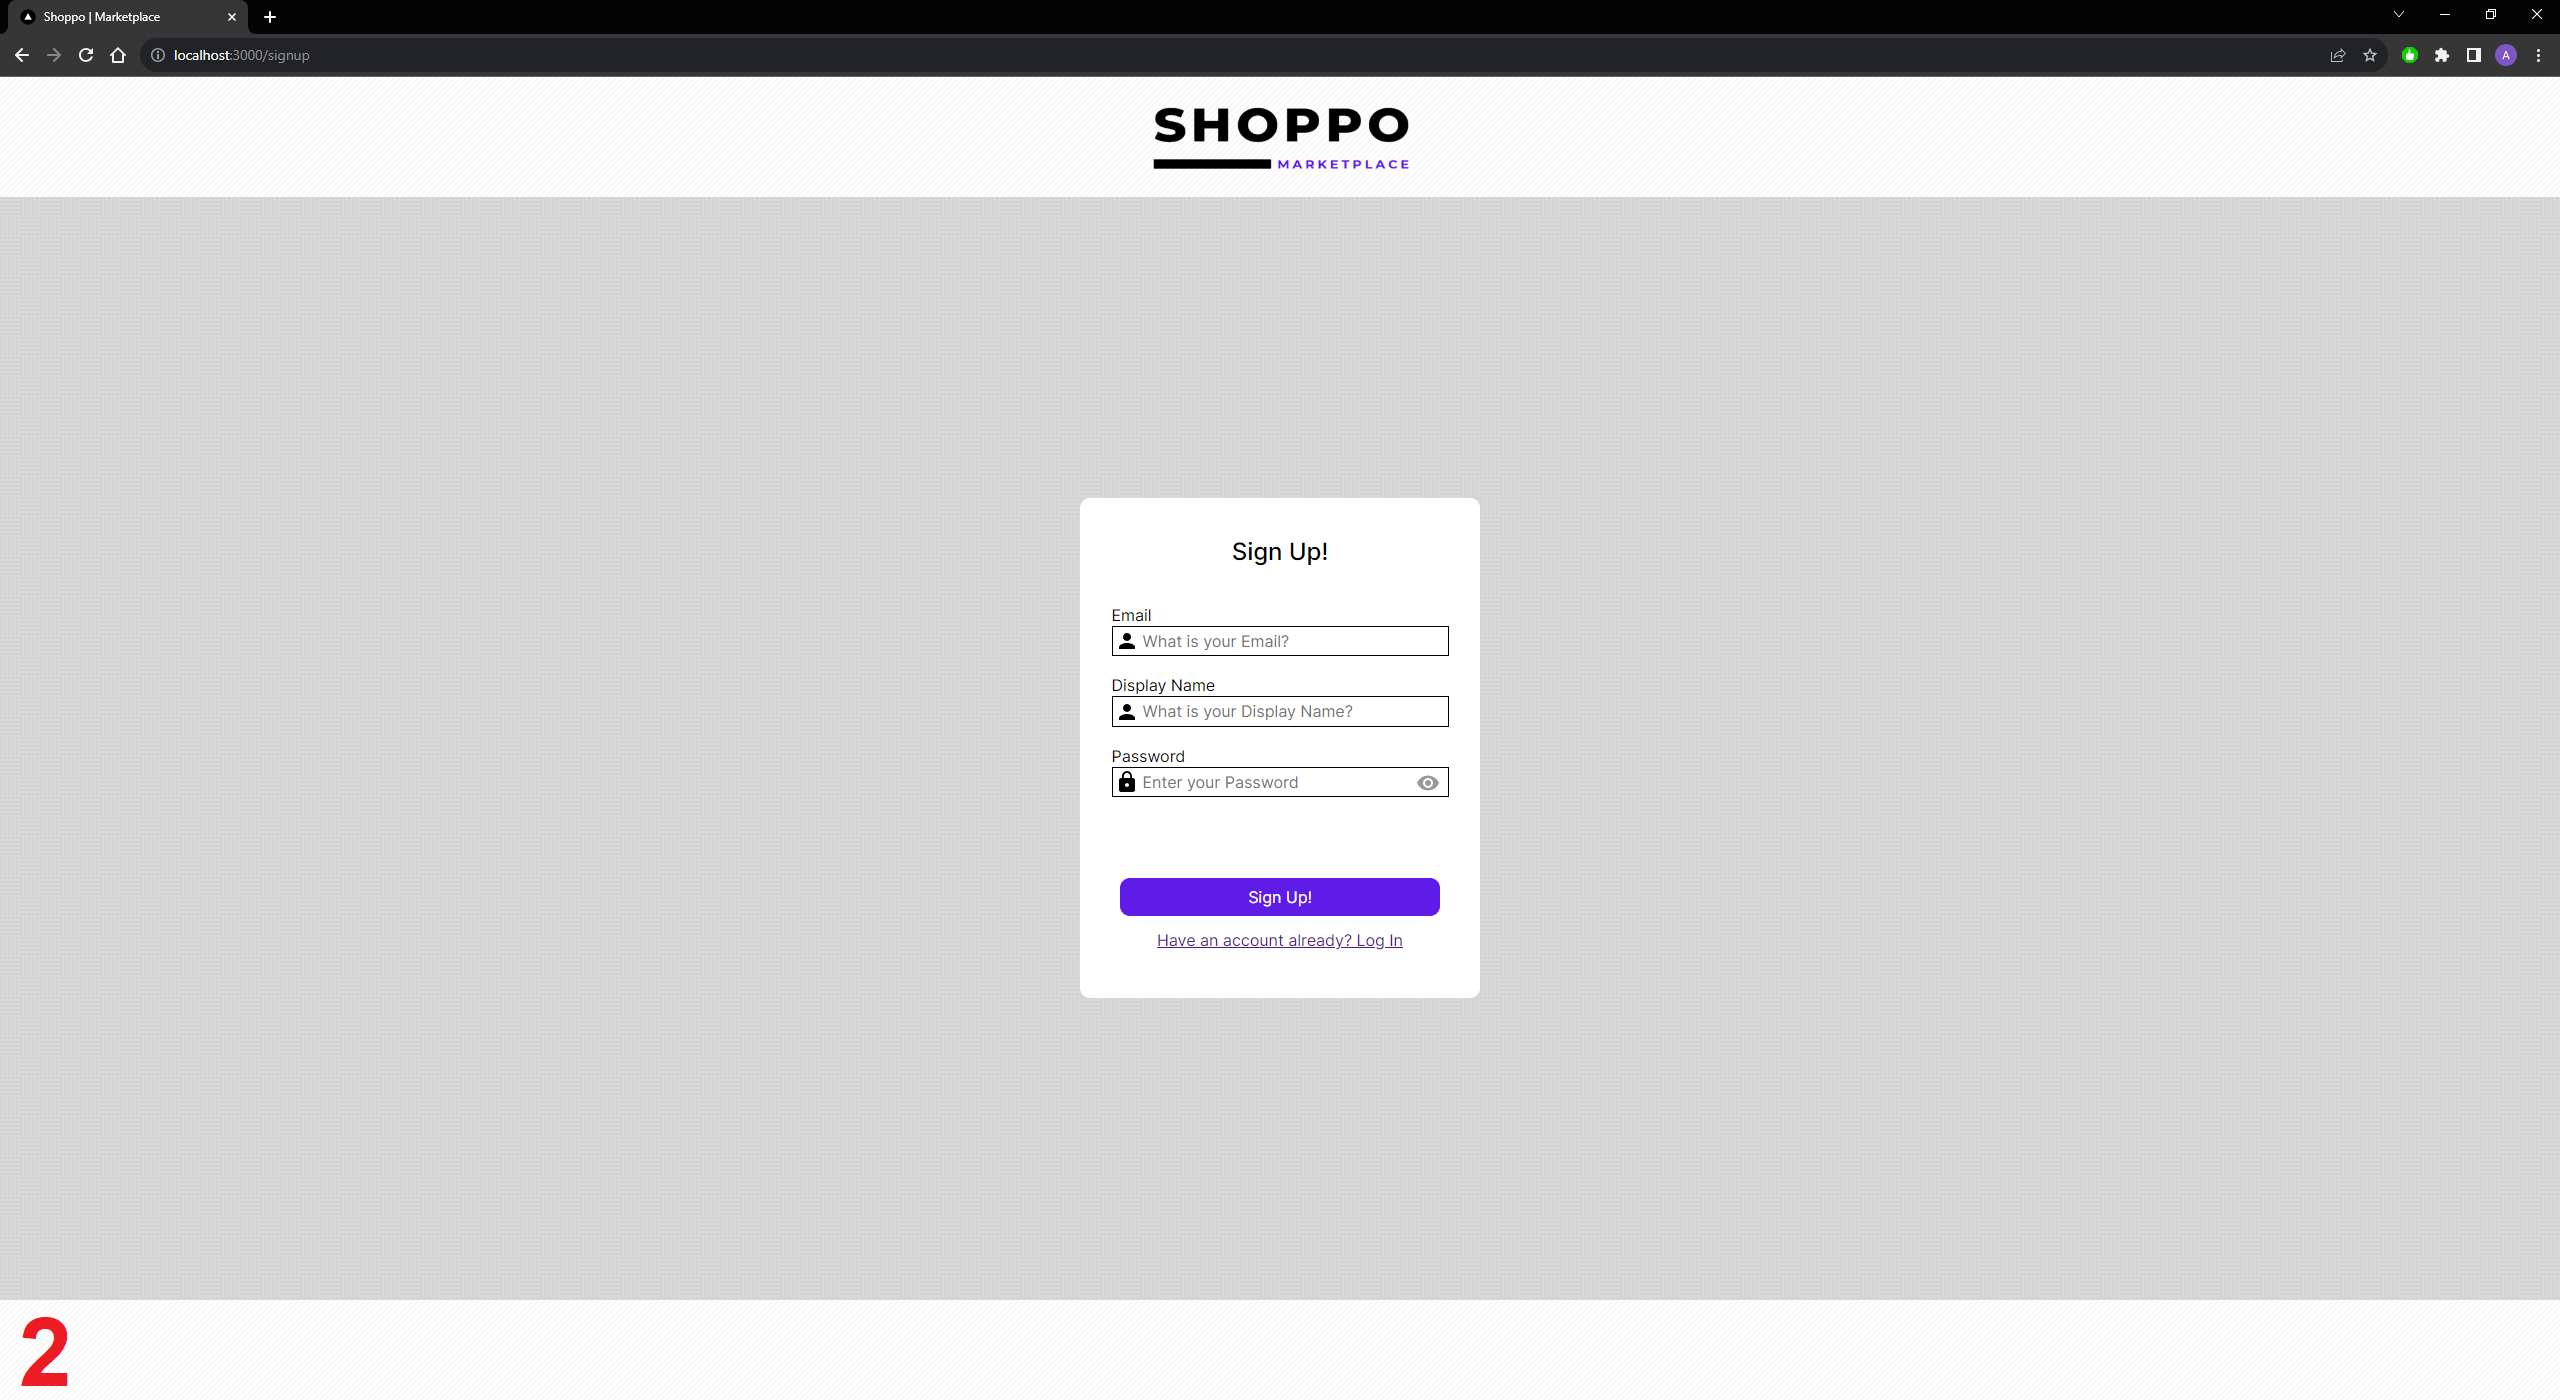 Shoppo | Marketplace
localhost:3000/signup
A
SHOPPO
MARKETPLACE
Sign Up!
Email
What is your Email?
Display Name
What is your Display Name?
Password
Enter your Password
Sign Up!
Have an account already? Log In
2